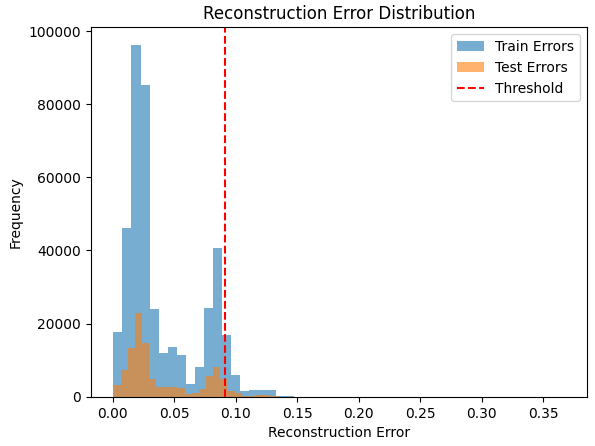 Reconstruction Error Distribution
Train Errors
Test Errors
Threshold
Frequency
100000
80000
60000
40000
20000
0
0.00 0.05 0.10 0.15 0.20 0.25 0.30 0.35
Reconstruction Error